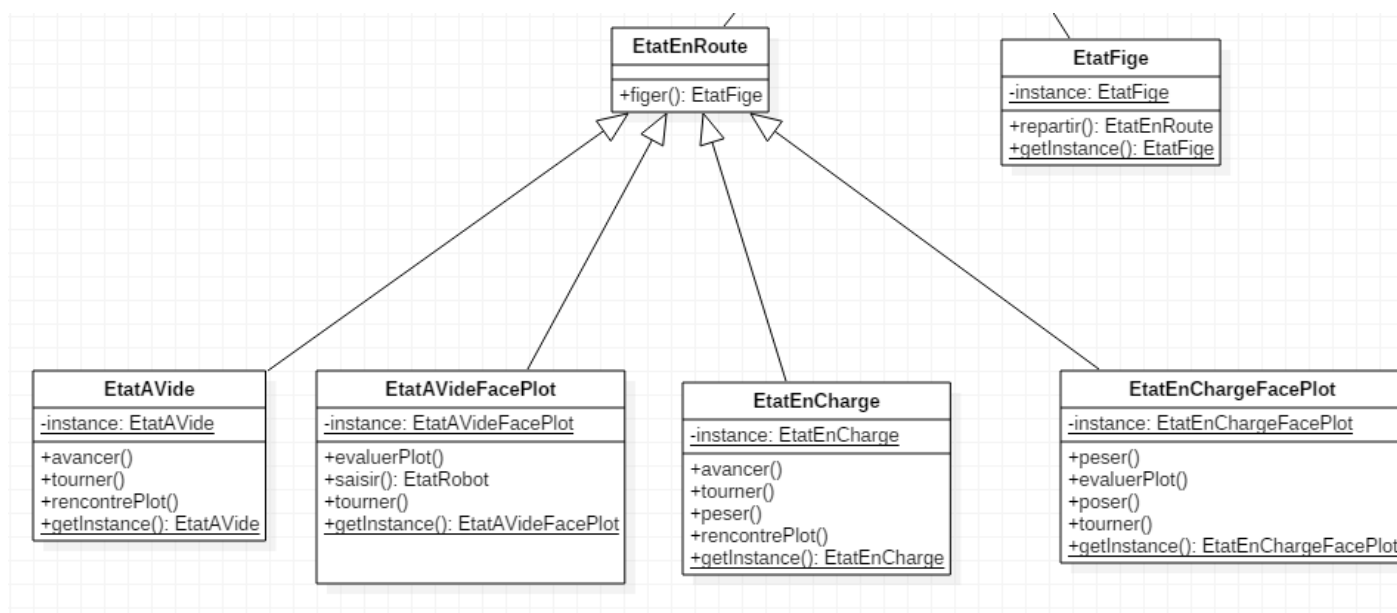 EtatEnRoute
+figer(): EtatFige
EtatFige
-instance: EtatFige
+repartir(): EtatEnRoute
+getInstance(): EtatFige
EtatAVide
-instance: EtatAVide
+avancer()
+tourner()
+rencontrePlot()
+getInstance(): EtatAVide
EtatAVideFacePlot
-instance: EtatAVideFacePlot
+evaluerPlot()
+saisir(): EtatRobot
+tourner()
+getInstance(): EtatAVideFacePlot
EtatEnCharge
-instance: EtatEnCharge
+avancer()
+tourner()
+peser()
+rencontrePlot()
+getInstance(): EtatEnCharge
EtatEnChargeFacePlot
-instance: EtatEnChargeFacePlot
+peser()
+evaluerPlot()
+poser()
+tourner()
+getInstance(): EtatEnChargeFacePlot